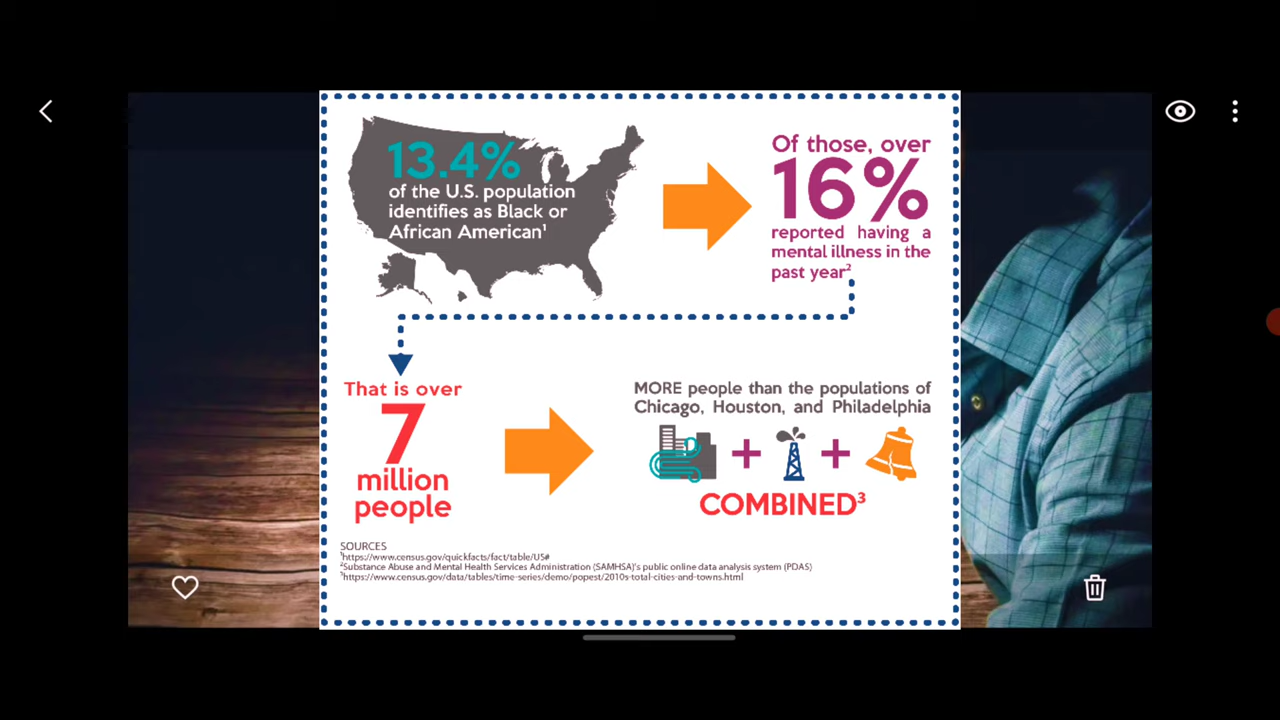 13.4%
of the U.S. population
identifies as Black or
African American¹
Of those, over
16%
reported having a
mental illness in the
past year²
That is over
7
million
people
MORE people than the populations of
Chicago, Houston, and Philadelphia
+ +
COMBINED³
SOURCES
¹https://www.census.gov/quickfacts/fact/table/US#
²Substance Abuse and Mental Health Services Administration (SAMHSA)'s public online data analysis system (PDAS)
³https://www.census.gov/data/tables/time-series/demo/popest/2010s-total-cities-and-towns.html